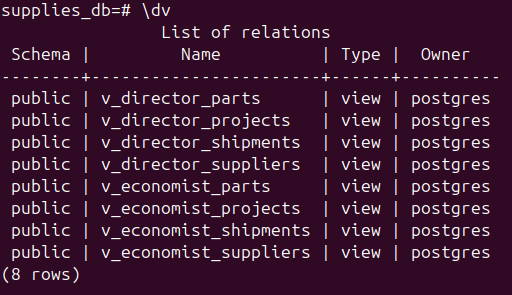 supplies_db=# \dv
List of relations
Schema | Name | Type | Owner
--------+-----------------------+------+----------
public | v_director_parts | view | postgres
public | v_director_projects | view | postgres
public | v_director_shipments | view | postgres
public | v_director_suppliers | view | postgres
public | v_economist_parts | view | postgres
public | v_economist_projects | view | postgres
public | v_economist_shipments | view | postgres
public | v_economist_suppliers | view | postgres
(8 rows)